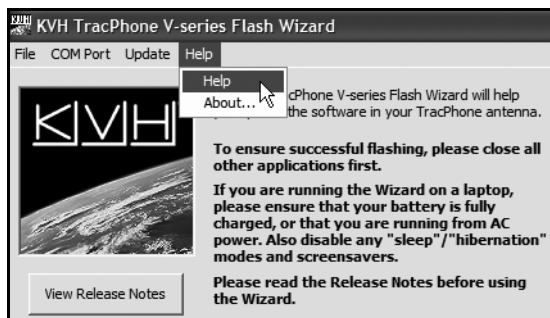 KVH TracPhone V-series Flash Wizard
File COM Port Update Help
Help
About...
cPhone V-series Flash Wizard will help
the software in your TracPhone antenna.
KVH
To ensure successful flashing, please close all
other applications first.
If you are running the Wizard on a laptop,
please ensure that your battery is fully
charged, or that you are running from AC
power. Also disable any "sleep"/"hibernation"
modes and screensavers.
Please read the Release Notes before using
the Wizard.
View Release Notes